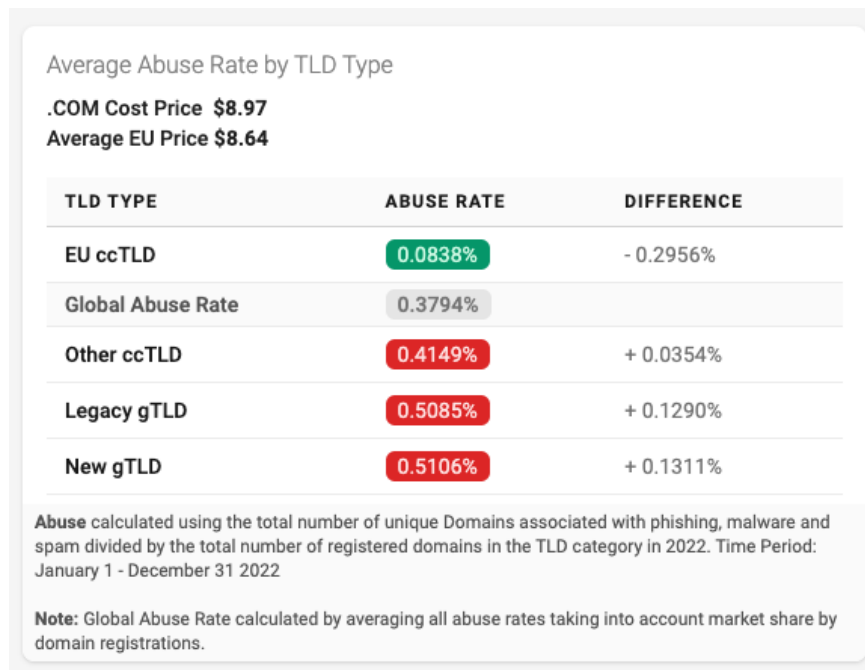 Average Abuse Rate by TLD Type
.COM Cost Price $8.97
Average EU Price $8.64
TLD TYPE ABUSE RATE DIFFERENCE
EU ccTLD 0.0838% - 0.2956%
Global Abuse Rate 0.3794%
Other ccTLD 0.4149% + 0.0354%
Legacy gTLD 0.5085% + 0.1290%
New gTLD 0.5106% + 0.1311%
Abuse calculated using the total number of unique Domains associated with phishing, malware and
spam divided by the total number of registered domains in the TLD category in 2022. Time Period:
January 1 - December 31 2022
Note: Global Abuse Rate calculated by averaging all abuse rates taking into account market share by
domain registrations.